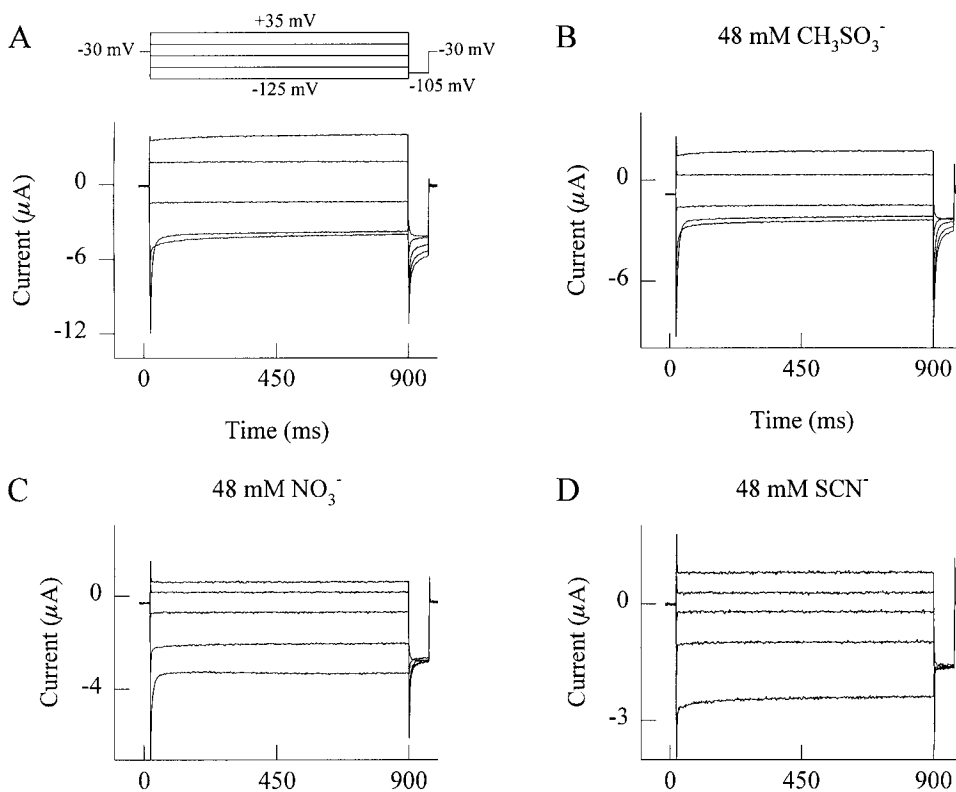 A
+35 mV
-30 mV
-30 mV
-125 mV
-105 mV
Current (μA)
0
-6
-12
0
450
900
Time (ms)
B
48 mM CH₃SO₃⁻
Current (μA)
0
-6
0
450
900
Time (ms)
C
48 mM NO₃⁻
Current (μA)
0
-4
0
450
900
D
48 mM SCN⁻
Current (μA)
0
-3
0
450
900